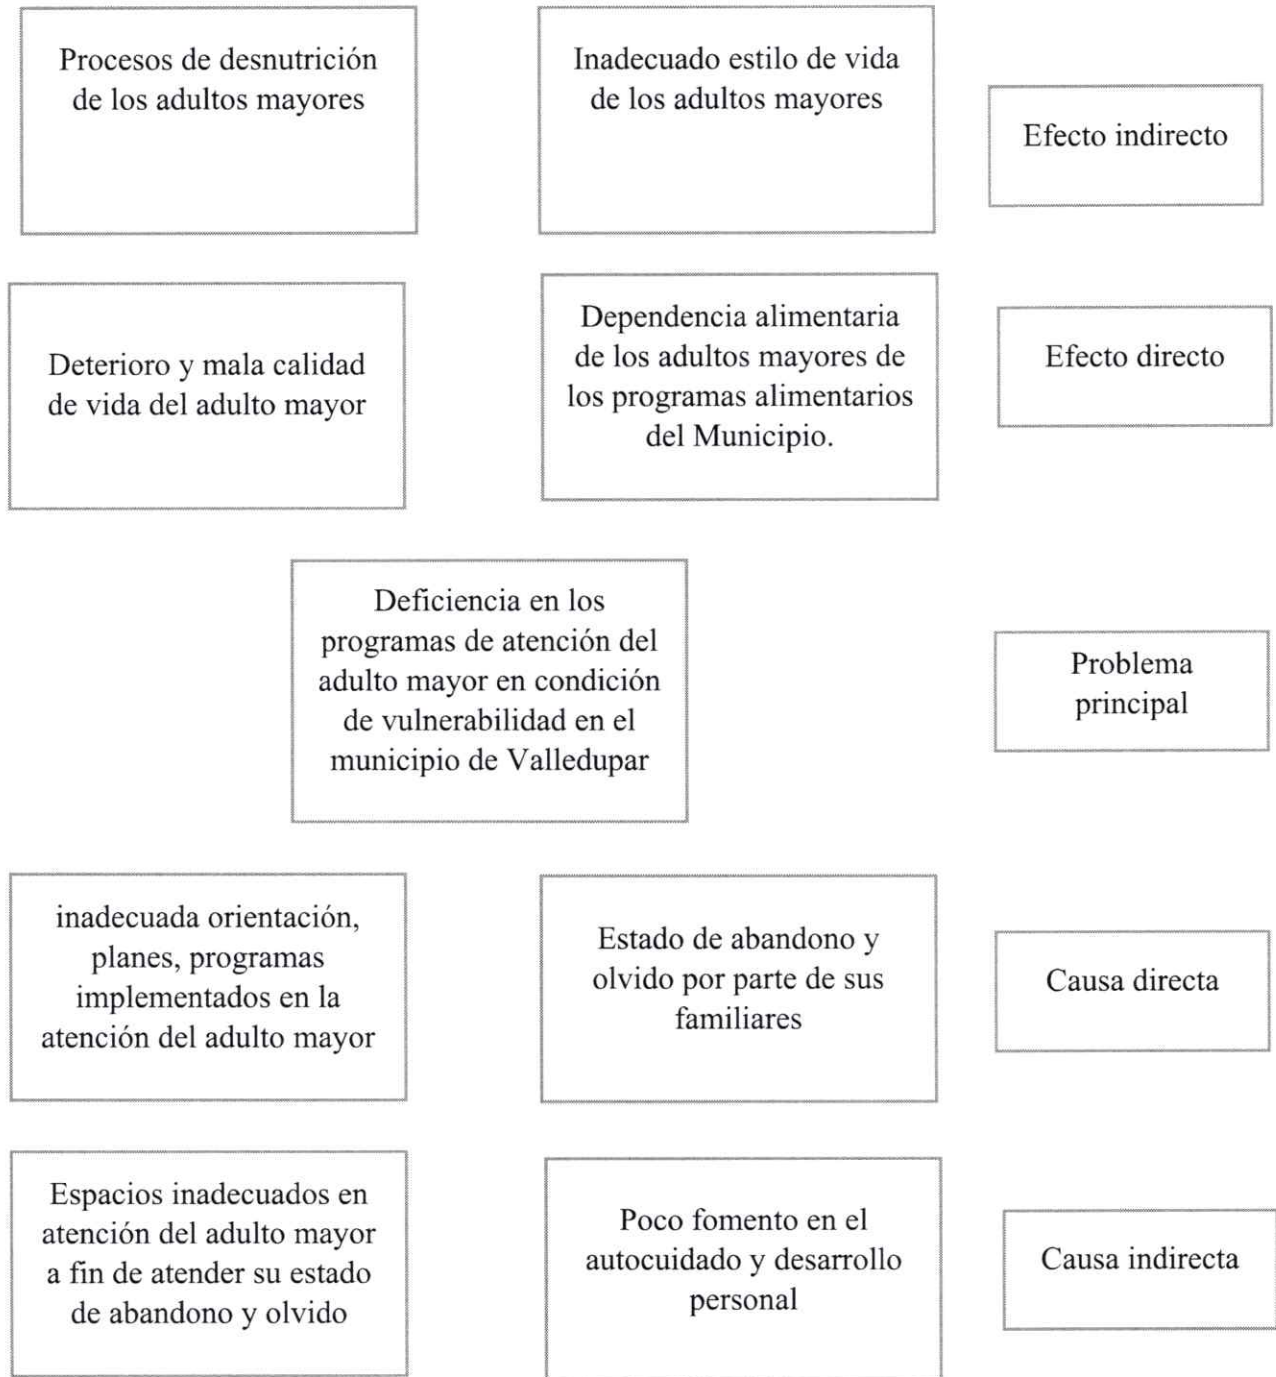 Procesos de desnutrición
de los adultos mayores
Inadecuado estilo de vida
de los adultos mayores
Efecto indirecto
Deterioro y mala calidad
de vida del adulto mayor
Dependencia alimentaria
de los adultos mayores de
los programas alimentarios
del Municipio.
Efecto directo
Deficiencia en los
programas de atención del
adulto mayor en condición
de vulnerabilidad en el
municipio de Valledupar
Problema
principal
inadecuada orientación,
planes, programas
implementados en la
atención del adulto mayor
Estado de abandono y
olvido por parte de sus
familiares
Causa directa
Espacios inadecuados en
atención del adulto mayor
a fin de atender su estado
de abandono y olvido
Poco fomento en el
autocuidado y desarrollo
personal
Causa indirecta